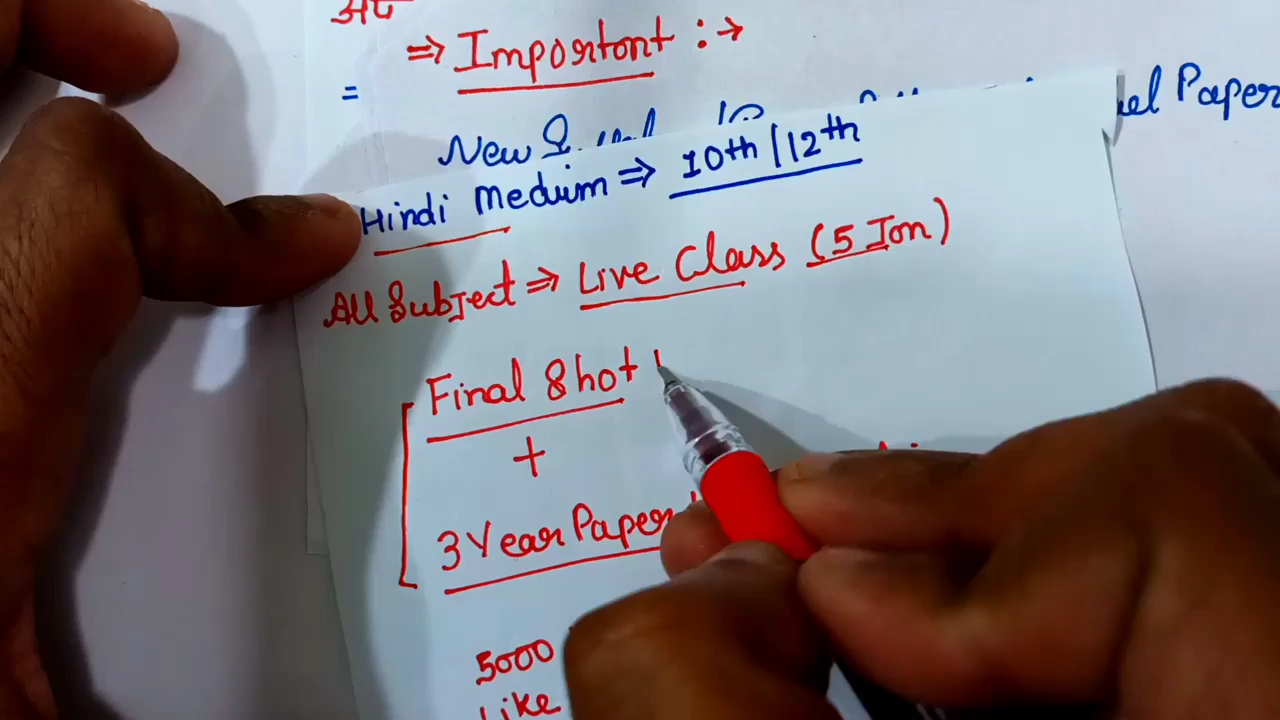 ⇒ Important :→
=
New
el Paper
Hindi Medium ⇒ 10th | 12th
All Subject ⇒ Live Class (5 Jan)
Final Shot
+
3 Year Paper
5000
Like